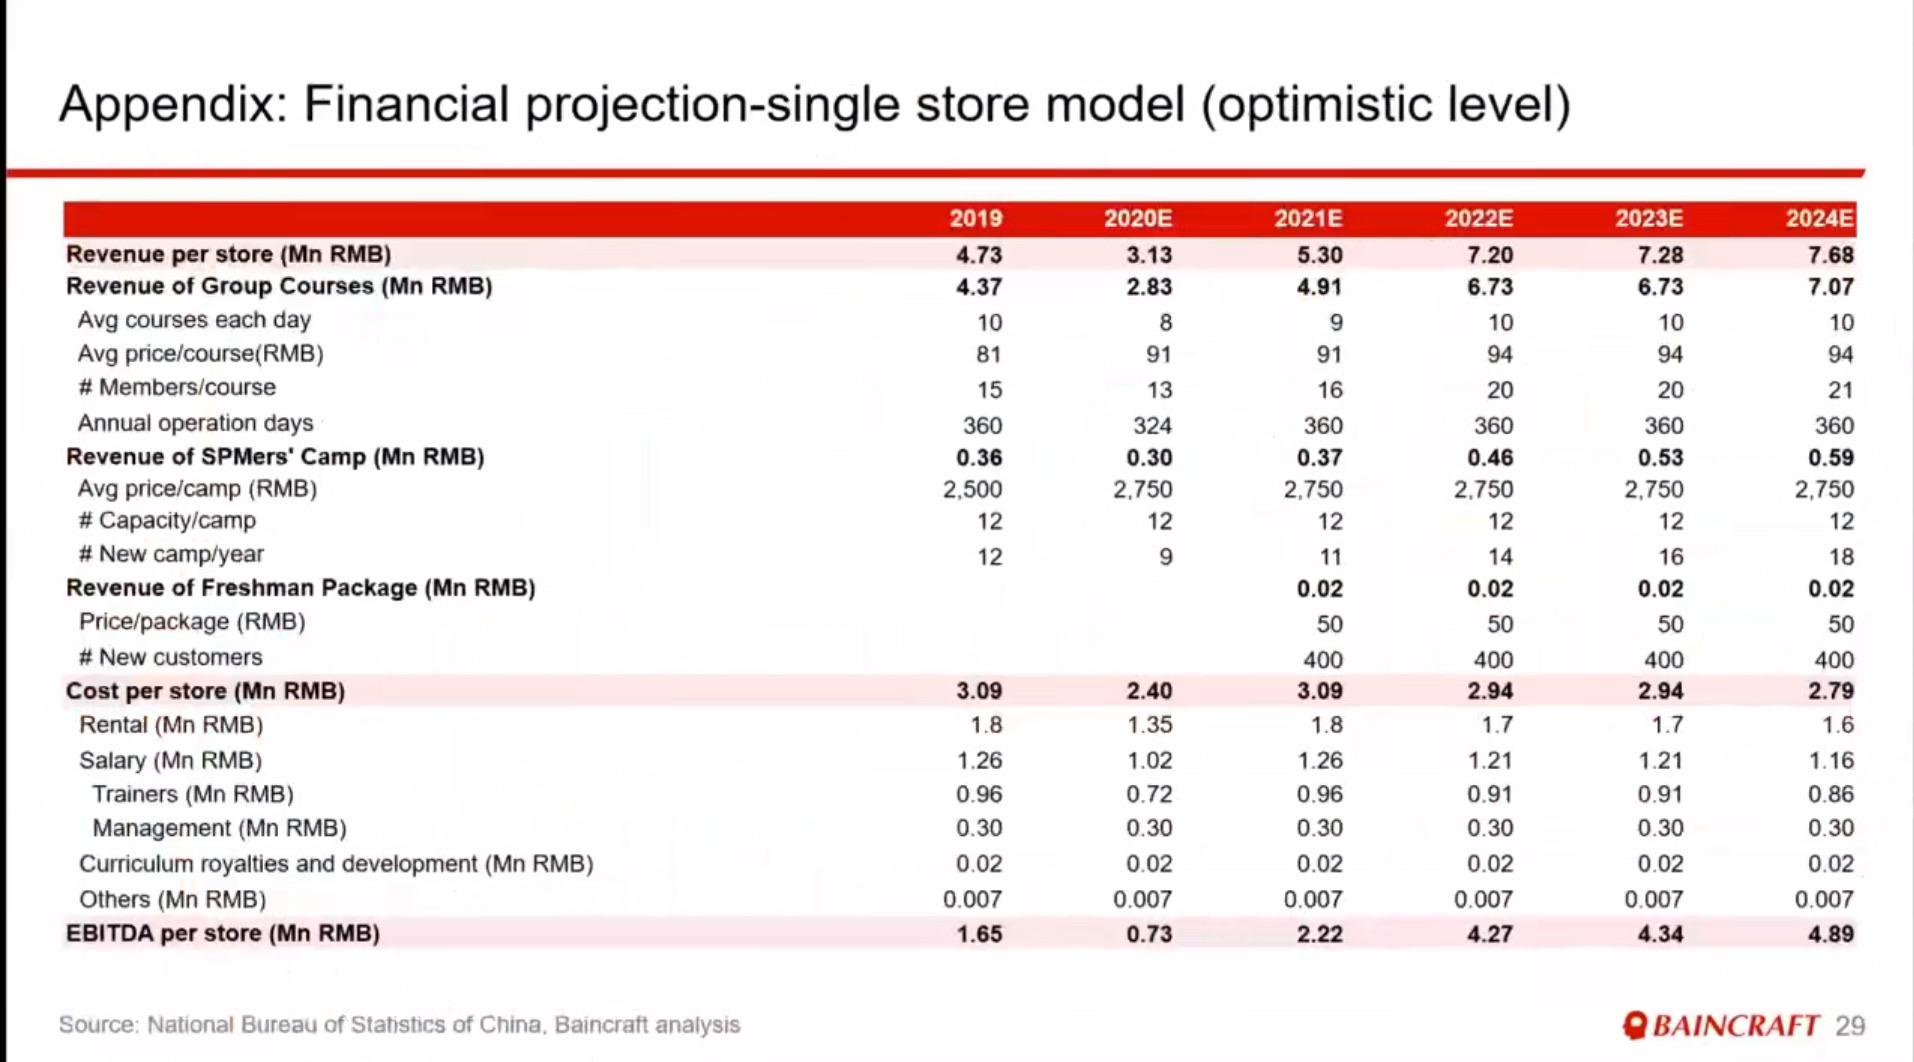 Appendix: Financial projection-single store model (optimistic level)
2019 2020E 2021E 2022E 2023E 2024E
Revenue per store (Mn RMB) 4.73 3.13 5.30 7.20 7.28 7.68
Revenue of Group Courses (Mn RMB) 4.37 2.83 4.91 6.73 6.73 7.07
Avg courses each day 10 8 9 10 10 10
Avg price/course(RMB) 81 91 91 94 94 94
# Members/course 15 13 16 20 20 21
Annual operation days 360 324 360 360 360 360
Revenue of SPMers' Camp (Mn RMB) 0.36 0.30 0.37 0.46 0.53 0.59
Avg price/camp (RMB) 2,500 2,750 2,750 2,750 2,750 2,750
# Capacity/camp 12 12 12 12 12 12
# New camp/year 12 9 11 14 16 18
Revenue of Freshman Package (Mn RMB) 0.02 0.02 0.02 0.02
Price/package (RMB) 50 50 50 50
# New customers 400 400 400 400
Cost per store (Mn RMB) 3.09 2.40 3.09 2.94 2.94 2.79
Rental (Mn RMB) 1.8 1.35 1.8 1.7 1.7 1.6
Salary (Mn RMB) 1.26 1.02 1.26 1.21 1.21 1.16
Trainers (Mn RMB) 0.96 0.72 0.96 0.91 0.91 0.86
Management (Mn RMB) 0.30 0.30 0.30 0.30 0.30 0.30
Curriculum royalties and development (Mn RMB) 0.02 0.02 0.02 0.02 0.02 0.02
Others (Mn RMB) 0.007 0.007 0.007 0.007 0.007 0.007
EBITDA per store (Mn RMB) 1.65 0.73 2.22 4.27 4.34 4.89
Source: National Bureau of Statistics of China, Baincraft analysis
BAINCRAFT 29